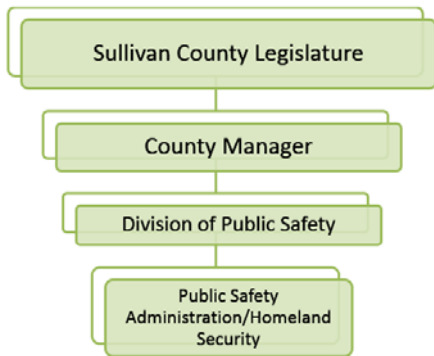 Sullivan County Legislature
County Manager
Division of Public Safety
Public Safety
Administration/Homeland
Security